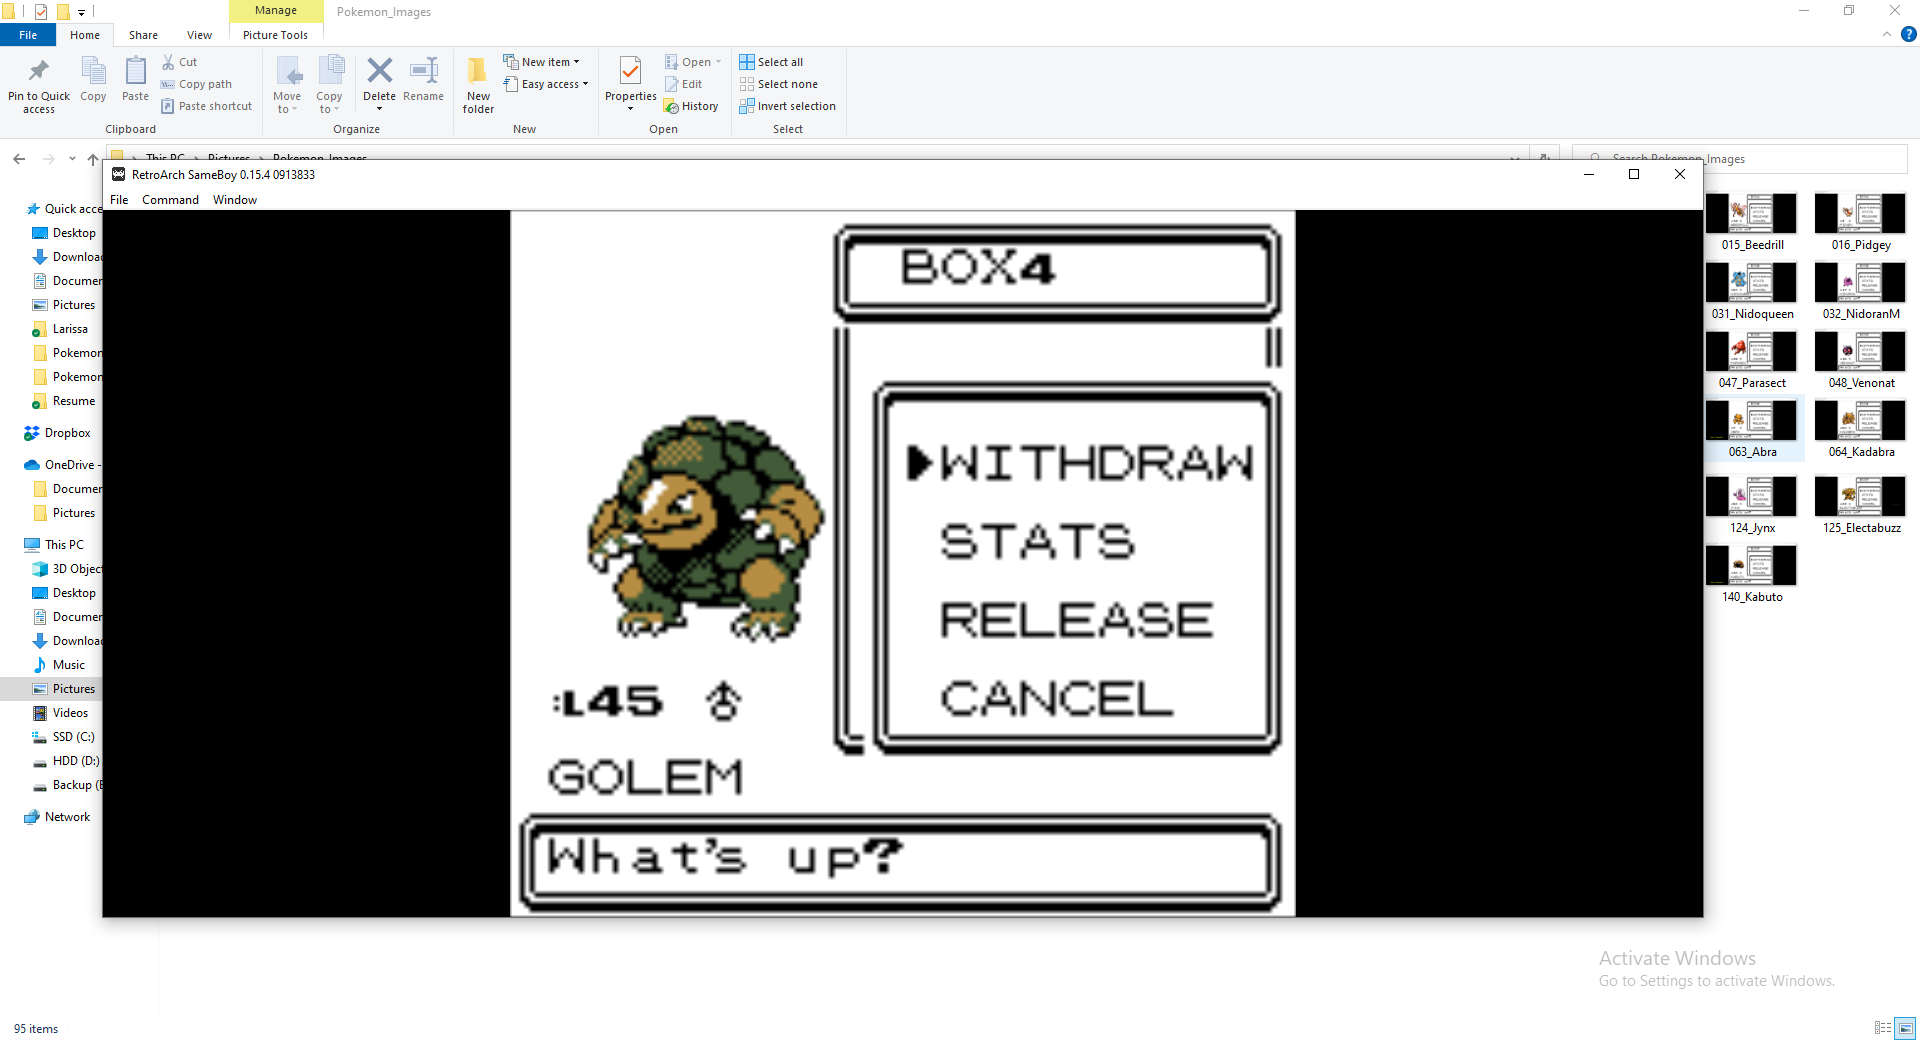 Manage
Pokemon_Images
File
Home
Share
View
Picture Tools
Pin to Quick access
Copy
Paste
Cut
Copy path
Paste shortcut
Clipboard
Move to
Copy to
Delete
Rename
Organize
New folder
New item
Easy access
New
Properties
Open
Edit
History
Open
Select all
Select none
Invert selection
Select
This PC
Pictures
Pokemon_Images
Search Pokemon_Images
RetroArch SameBoy 0.15.4 0913833
File
Command
Window
Quick acce
Desktop
Downloa
Documen
Pictures
Larissa
Pokemon
Pokemon
Resume
Dropbox
OneDrive -
Documen
Pictures
This PC
3D Objec
Desktop
Documen
Downloa
Music
Pictures
Videos
SSD (C:)
HDD (D:)
Backup (E
Network
BOX4
WITHDRAW
STATS
RELEASE
CANCEL
:L45 ♂
GOLEM
What's up?
015_Beedrill
016_Pidgey
031_Nidoqueen
032_NidoranM
047_Parasect
048_Venonat
063_Abra
064_Kadabra
124_Jynx
125_Electabuzz
140_Kabuto
Activate Windows
Go to Settings to activate Windows.
95 items